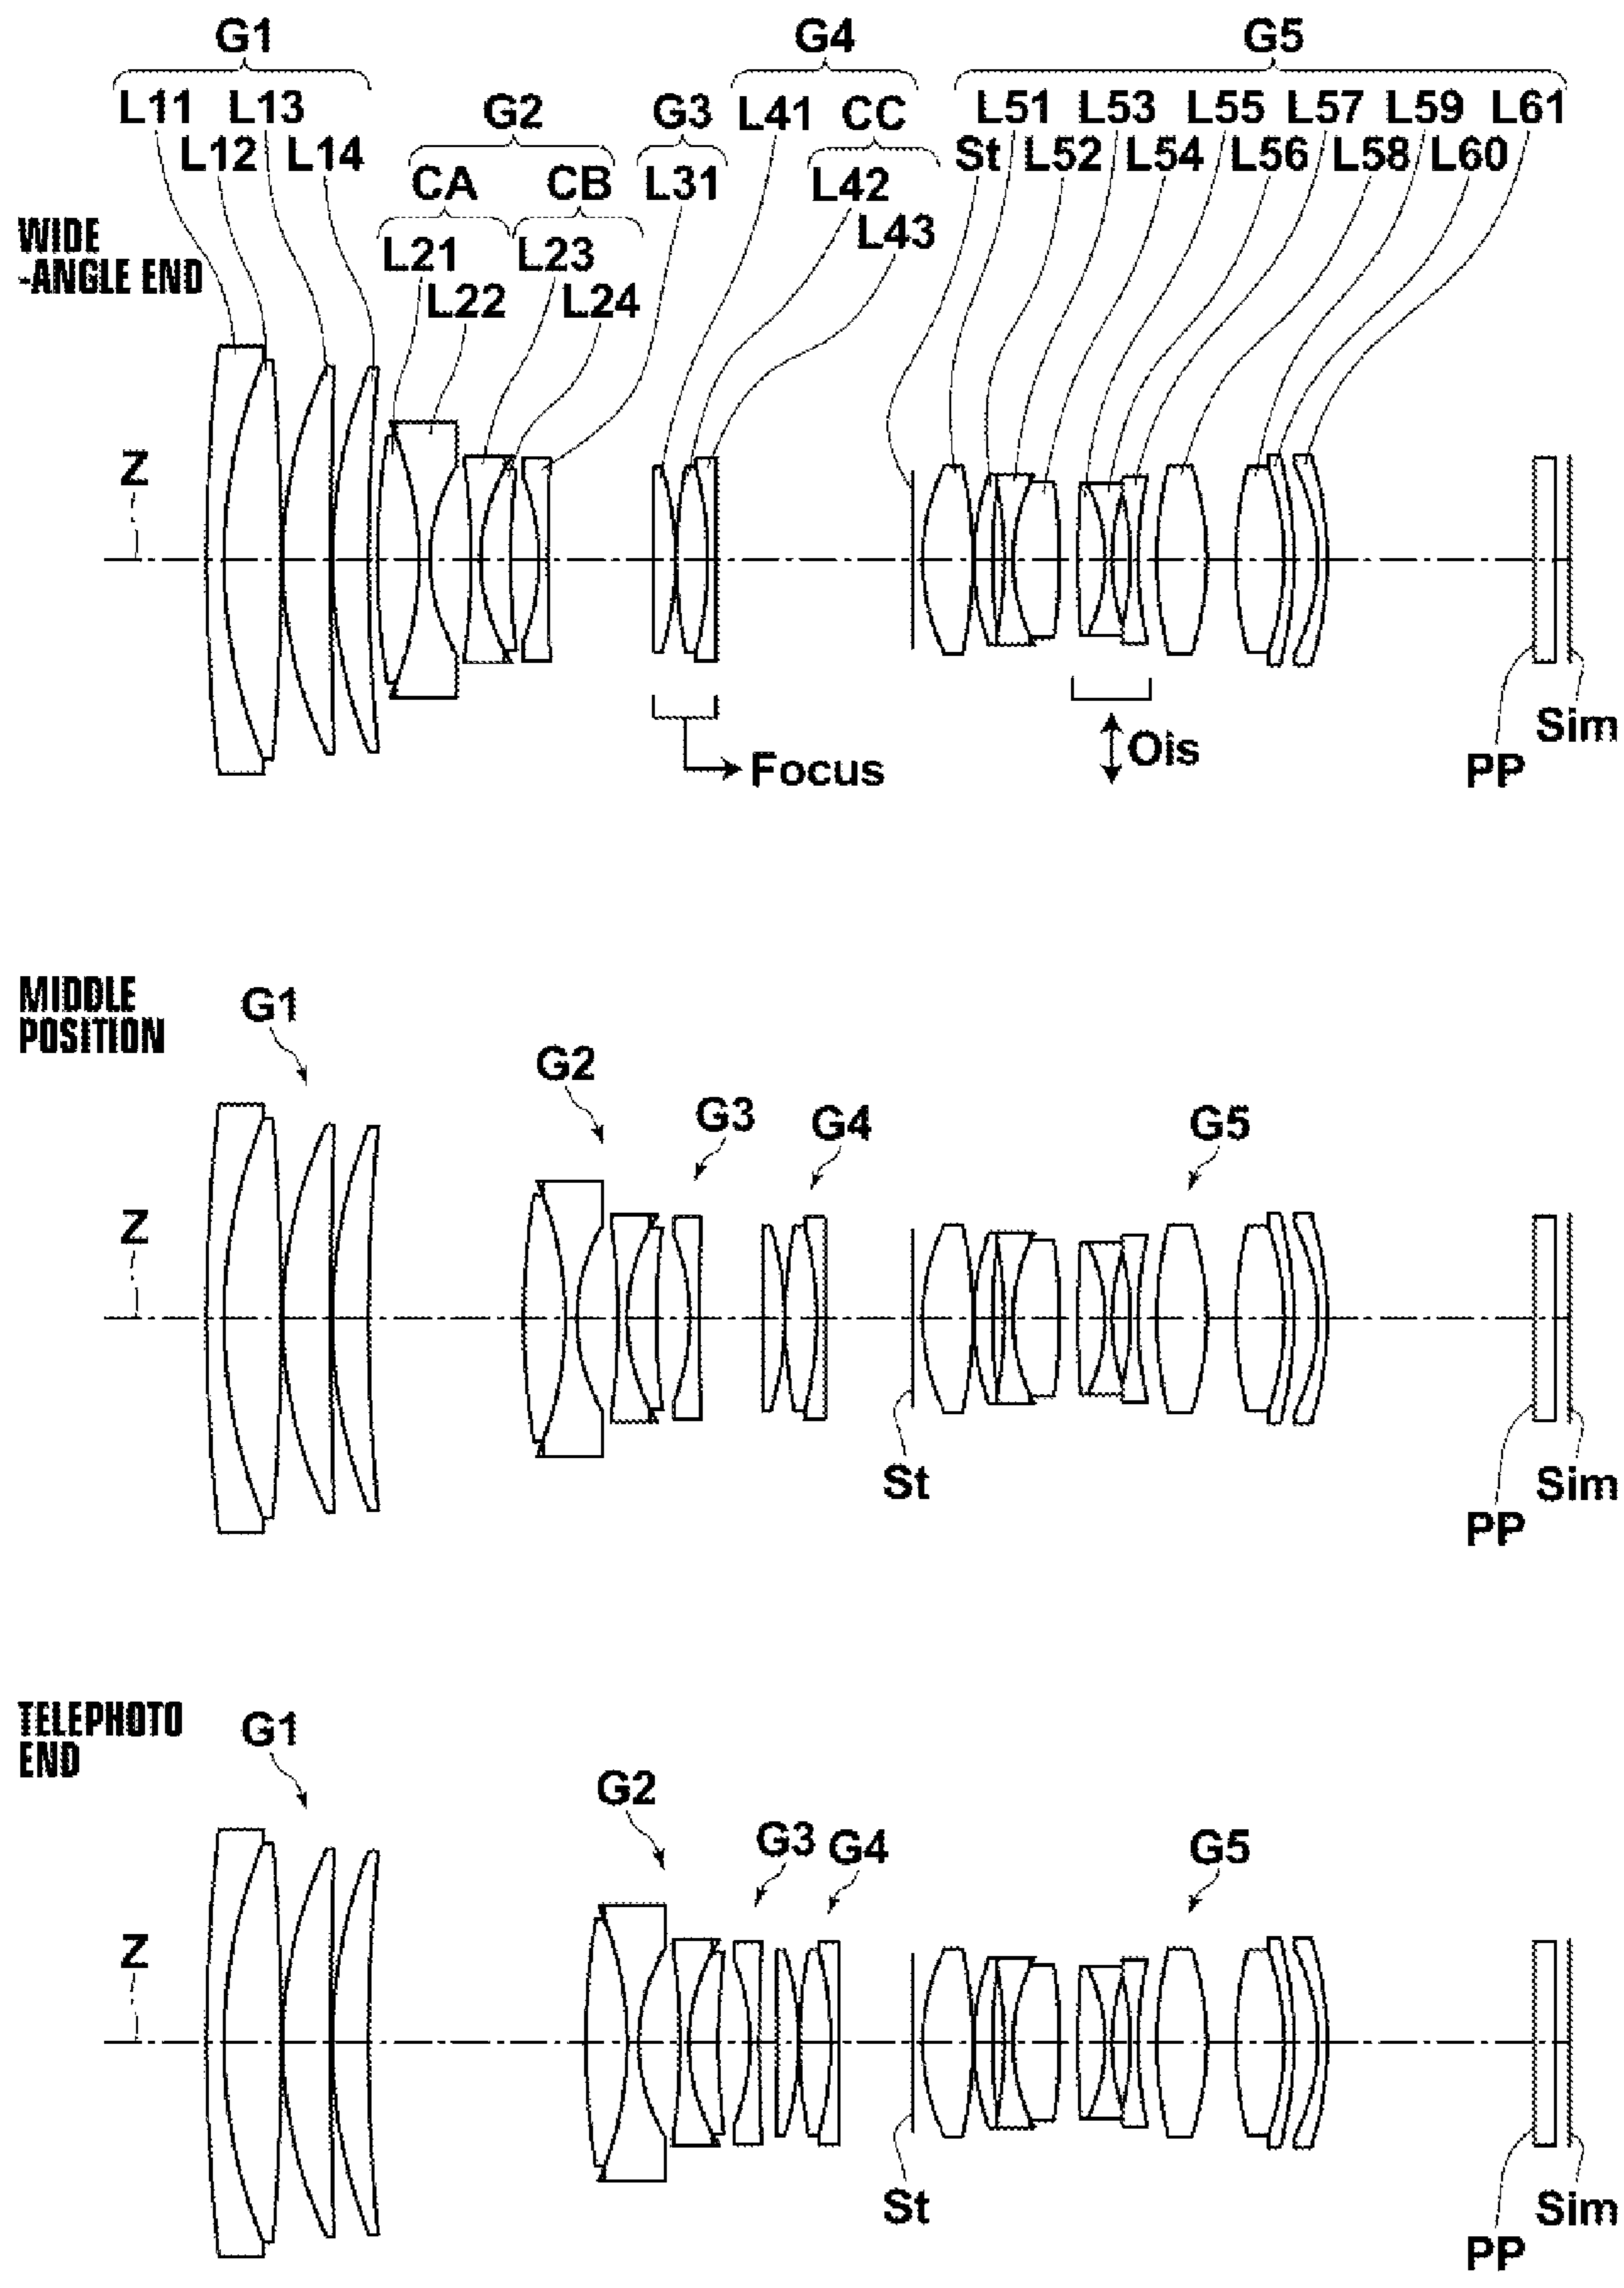 G1 G4 G5
L11 L13 G2 G3 L41 CC L51 L53 L55 L57 L59 L61
L12 L14 St L52 L54 L56 L58 L60
CA CB L31 L42
L43
WIDE
-ANGLE END
L21 L23
L22 L24
Z
Focus
Ois
Sim
PP
MIDDLE
POSITION
G1
G2
G3 G4 G5
Z
St
Sim
PP
TELEPHOTO
END
G1
G2
G3 G4 G5
Z
St
Sim
PP